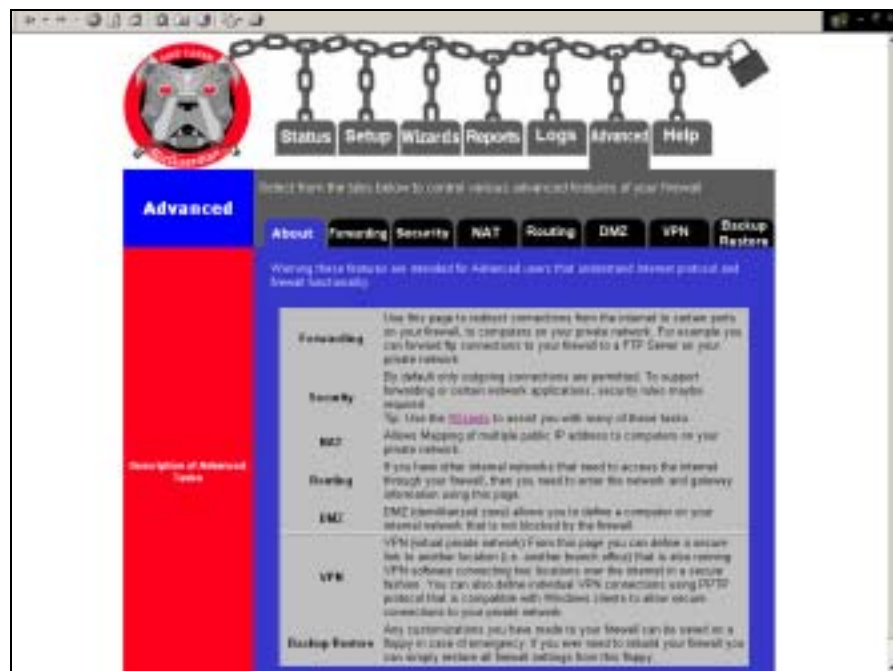 Status Setup Wizards Reports Logs Advanced Help
Advanced
Select from the tabs below to control various advanced features of your firewall
About Forwarding Security NAT Routing DMZ VPN Backup Restore
Warning these features are intended for Advanced users that understand internet protocol and
firewall functionality.
Description of Advanced
Tasks
Forwarding
Use this page to redirect connections from the internet to certain ports
on your firewall, to computers on your private network. For example you
can forward ftp connections to your firewall to a FTP Server on your
private network
Security
By default only outgoing connections are permitted. To support
forwarding or certain network applications, security rules maybe
required.
Tip: Use the Wizards to assist you with many of these tasks
NAT
Allows Mapping of multiple public IP address to computers on your
private network.
Routing
If you have other internal networks that need to access the internet
through your firewall, then you need to enter the network and gateway
information using this page.
DMZ
DMZ (demilitarized zone) allows you to define a computer on your
internal network that is not blocked by the firewall
VPN
VPN (virtual private network) From this page you can define a secure
link to another location (i.e. another branch office) that is also running
VPN software connecting two locations over the internet in a secure
fashion. You can also define individual VPN connections using PPTP
protocol that is compatible with Windows clients to allow secure
connections to your private network
Backup Restore
Any customizations you have made to your firewall can be saved on a
floppy in case of emergency. If you ever need to rebuild your firewall you
can simply restore all firewall settings from this floppy.